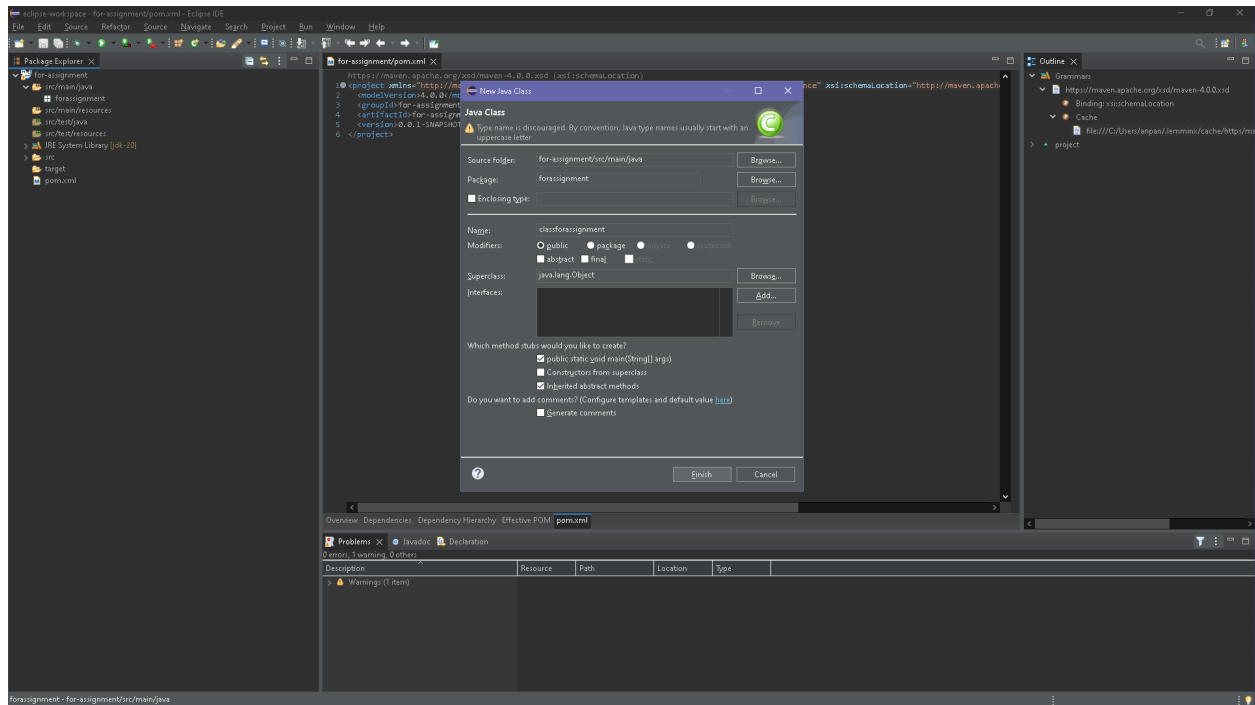 eclipse-workspace - for-assignment/pom.xml - Eclipse IDE
File Edit Source Refactor Source Navigate Search Project Run Window Help
Package Explorer
for-assignment
src/main/java
forassignment
src/main/resources
src/test/java
src/test/resources
JRE System Library [jdk-20]
src
target
pom.xml
for-assignment/pom.xml
https://maven.apache.org/xsd/maven-4.0.0.xsd (xsi:schemaLocation)
1 <project xmlns="http://ma
nce" xsi:schemaLocation="http://maven.apach
2 <modelVersion>4.0.0</mo
3 <groupId>for-assignment
4 <artifactId>for-assignm
5 <version>0.0.1-SNAPSHOT
6 </project>
New Java Class
Java Class
Type name is discouraged. By convention, Java type names usually start with an
uppercase letter
Source folder: for-assignment/src/main/java Browse...
Package: forassignment Browse...
Enclosing type: Browse...
Name: classforassignment
Modifiers: public package private protected
abstract final static
Superclass: java.lang.Object Browse...
Interfaces: Add...
Remove
Which method stubs would you like to create?
public static void main(String[] args)
Constructors from superclass
Inherited abstract methods
Do you want to add comments? (Configure templates and default value here)
Generate comments
Finish Cancel
Overview Dependencies Dependency Hierarchy Effective POM pom.xml
Problems Javadoc Declaration
0 errors, 1 warning, 0 others
Description Resource Path Location Type
Warnings (1 item)
Outline
Grammars
https://maven.apache.org/xsd/maven-4.0.0.xsd
Binding: xsi:schemaLocation
Cache
file:///C:/Users/anpan/.lemminx/cache/https/ma
project
forassignment - for-assignment/src/main/java